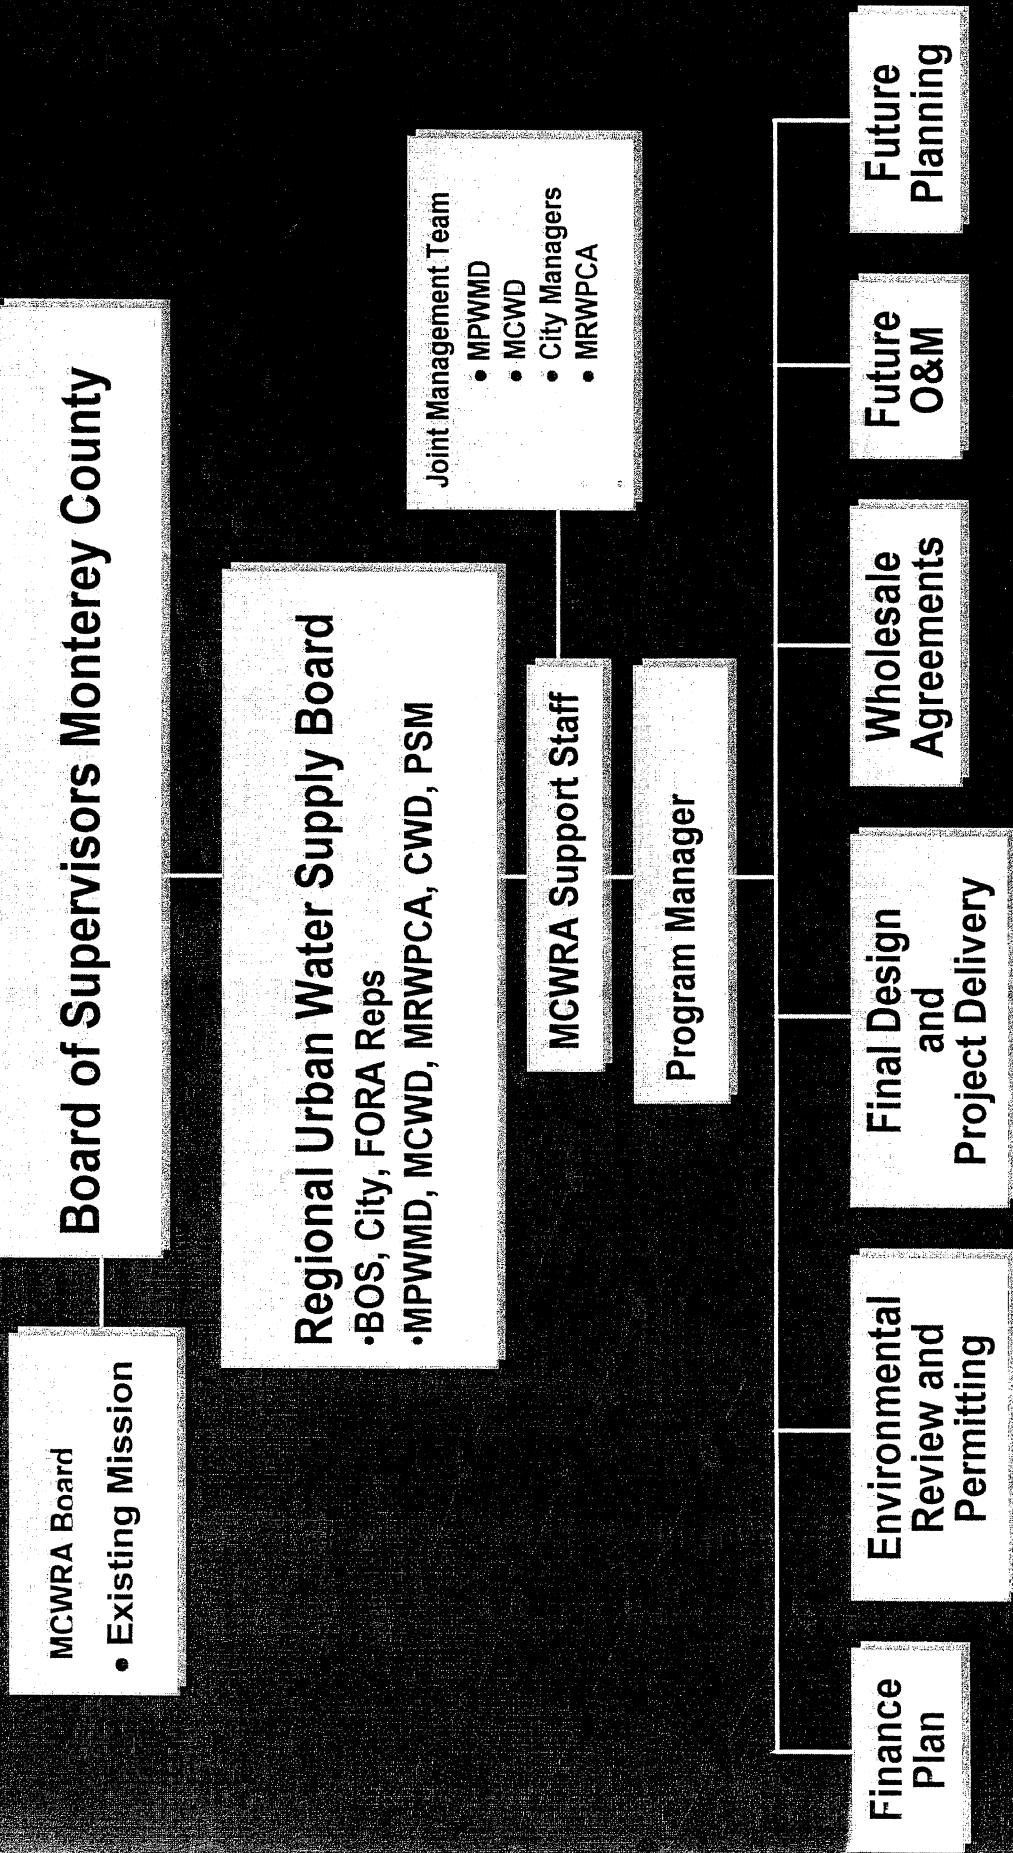 Board of Supervisors Monterey County
MCWRA Board
• Existing Mission
Regional Urban Water Supply Board
•BOS, City, FORA Reps
•MPWMD, MCWD, MRWPCA, CWD, PSM
Joint Management Team
• MPWMD
• MCWD
• City Managers
• MRWPCA
MCWRA Support Staff
Program Manager
Finance
Plan
Environmental
Review and
Permitting
Final Design
and
Project Delivery
Wholesale
Agreements
Future
O&M
Future
Planning